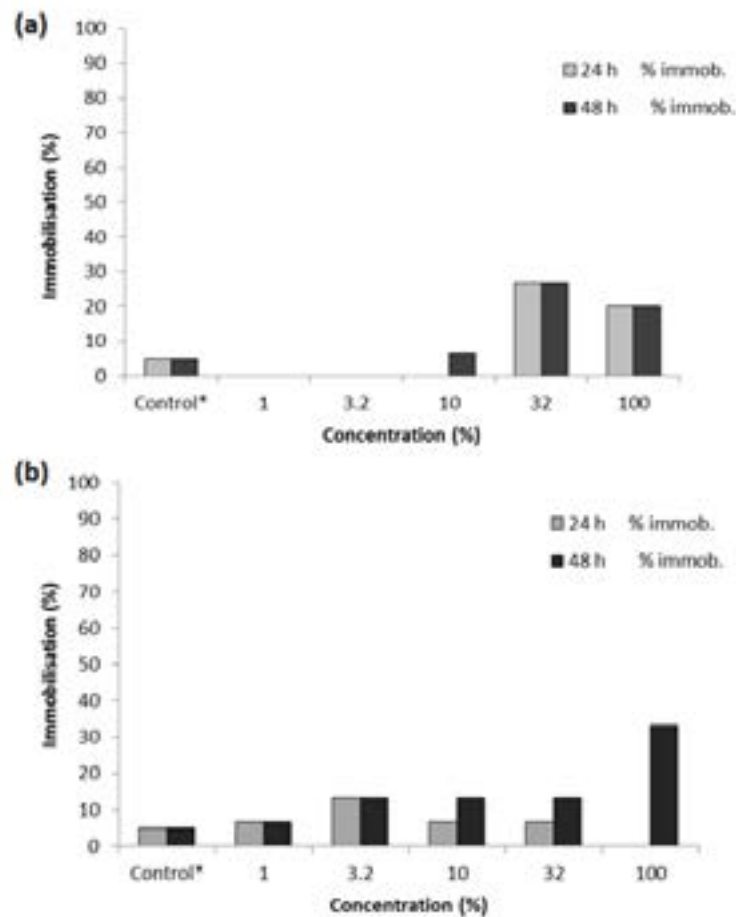 (a)
100
90
80
70
60
50
40
30
20
10
0
Immobilisation (%)
24 h % immob.
48 h % immob.
Control* 1 3.2 10 32 100
Concentration (%)
(b)
100
90
80
70
60
50
40
30
20
10
0
Immobilisation (%)
24 h % immob.
48 h % immob.
Control* 1 3.2 10 32 100
Concentration (%)